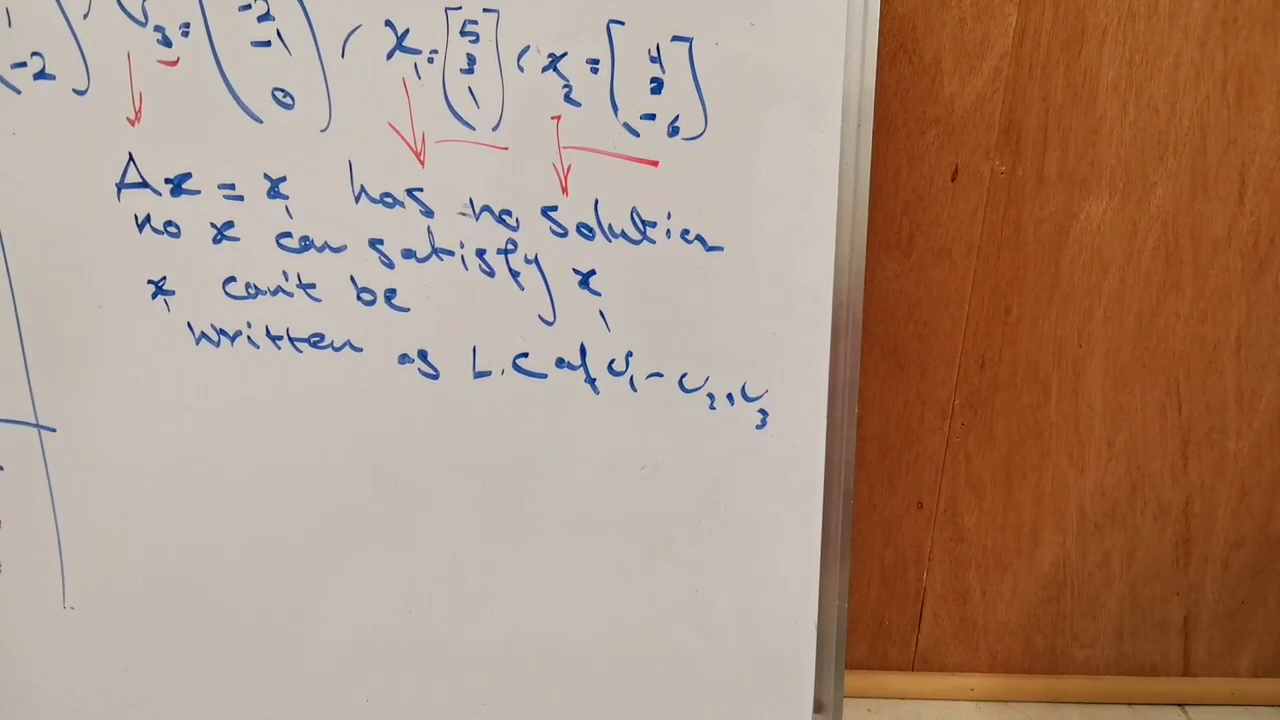 -2 v3 = -2 -1 0 , x1 = [5 3 1] , x2 = [4 2 -6]
Ax = x1 has no solution
no x can satisfy x1
x1 can't be
written as L.C of v1, v2, v3